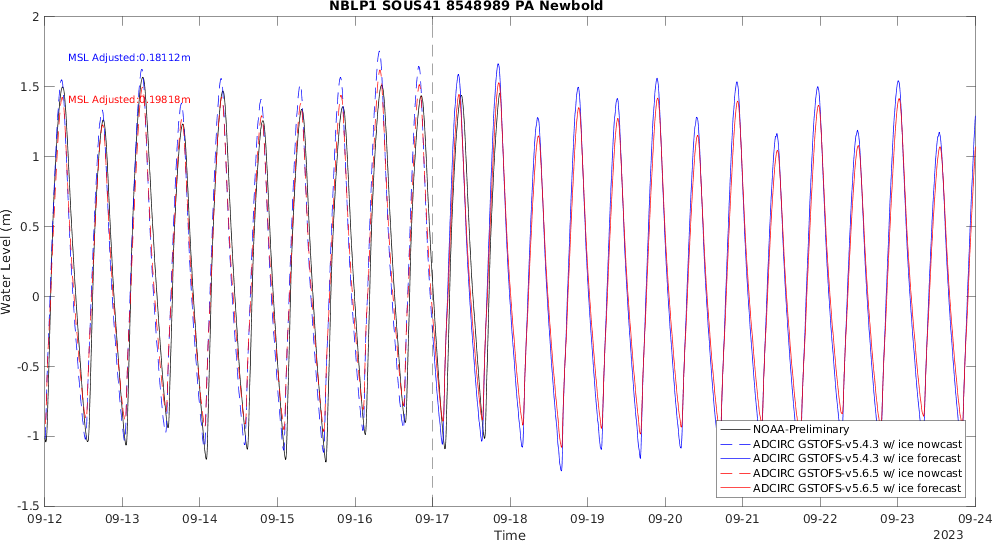 NBLP1 SOUS41 8548989 PA Newbold
2
1.5
1
0.5
0
-0.5
-1
-1.5
Water Level (m)
MSL Adjusted:0.18112m
MSL Adjusted:0.19818m
NOAA-Preliminary
ADCIRC GSTOFS-v5.4.3 w/ ice nowcast
ADCIRC GSTOFS-v5.4.3 w/ ice forecast
ADCIRC GSTOFS-v5.6.5 w/ ice nowcast
ADCIRC GSTOFS-v5.6.5 w/ ice forecast
09-12 09-13 09-14 09-15 09-16 09-17 09-18 09-19 09-20 09-21 09-22 09-23 09-24
Time
2023